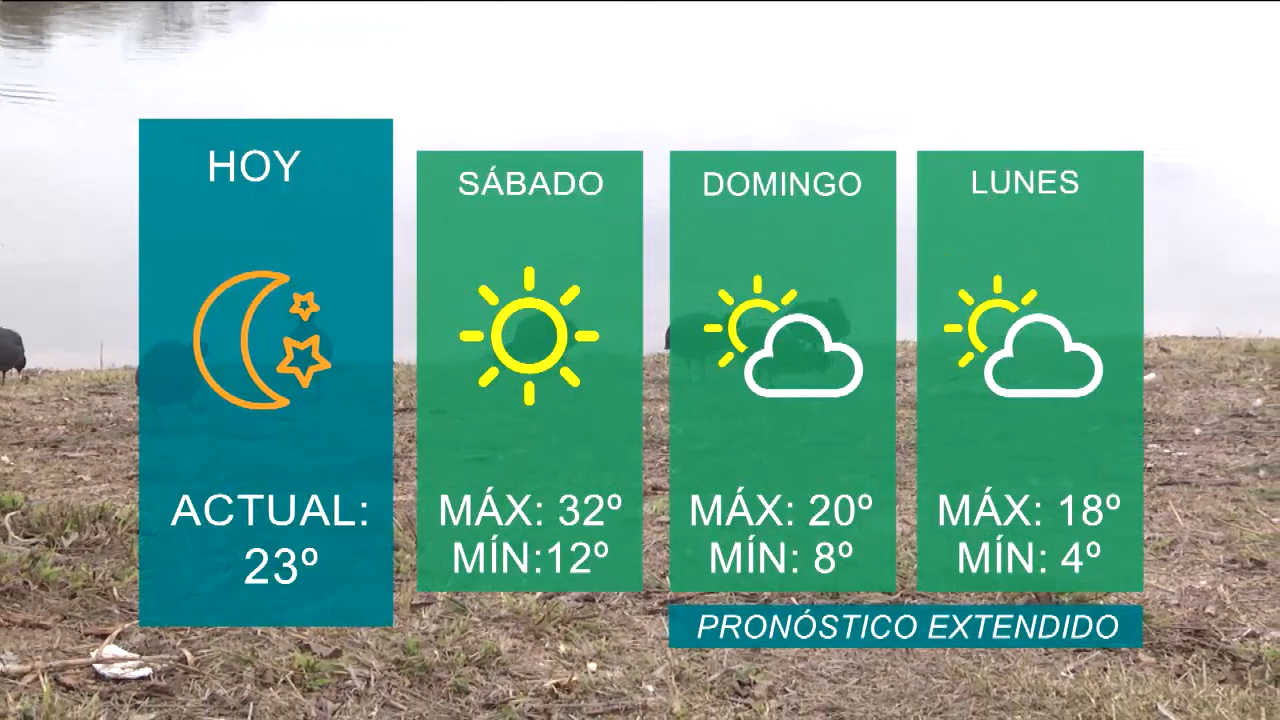 HOY
ACTUAL:
23º
SÁBADO
MÁX: 32º
MÍN:12º
DOMINGO
MÁX: 20º
MÍN: 8º
LUNES
MÁX: 18º
MÍN: 4º
PRONÓSTICO EXTENDIDO